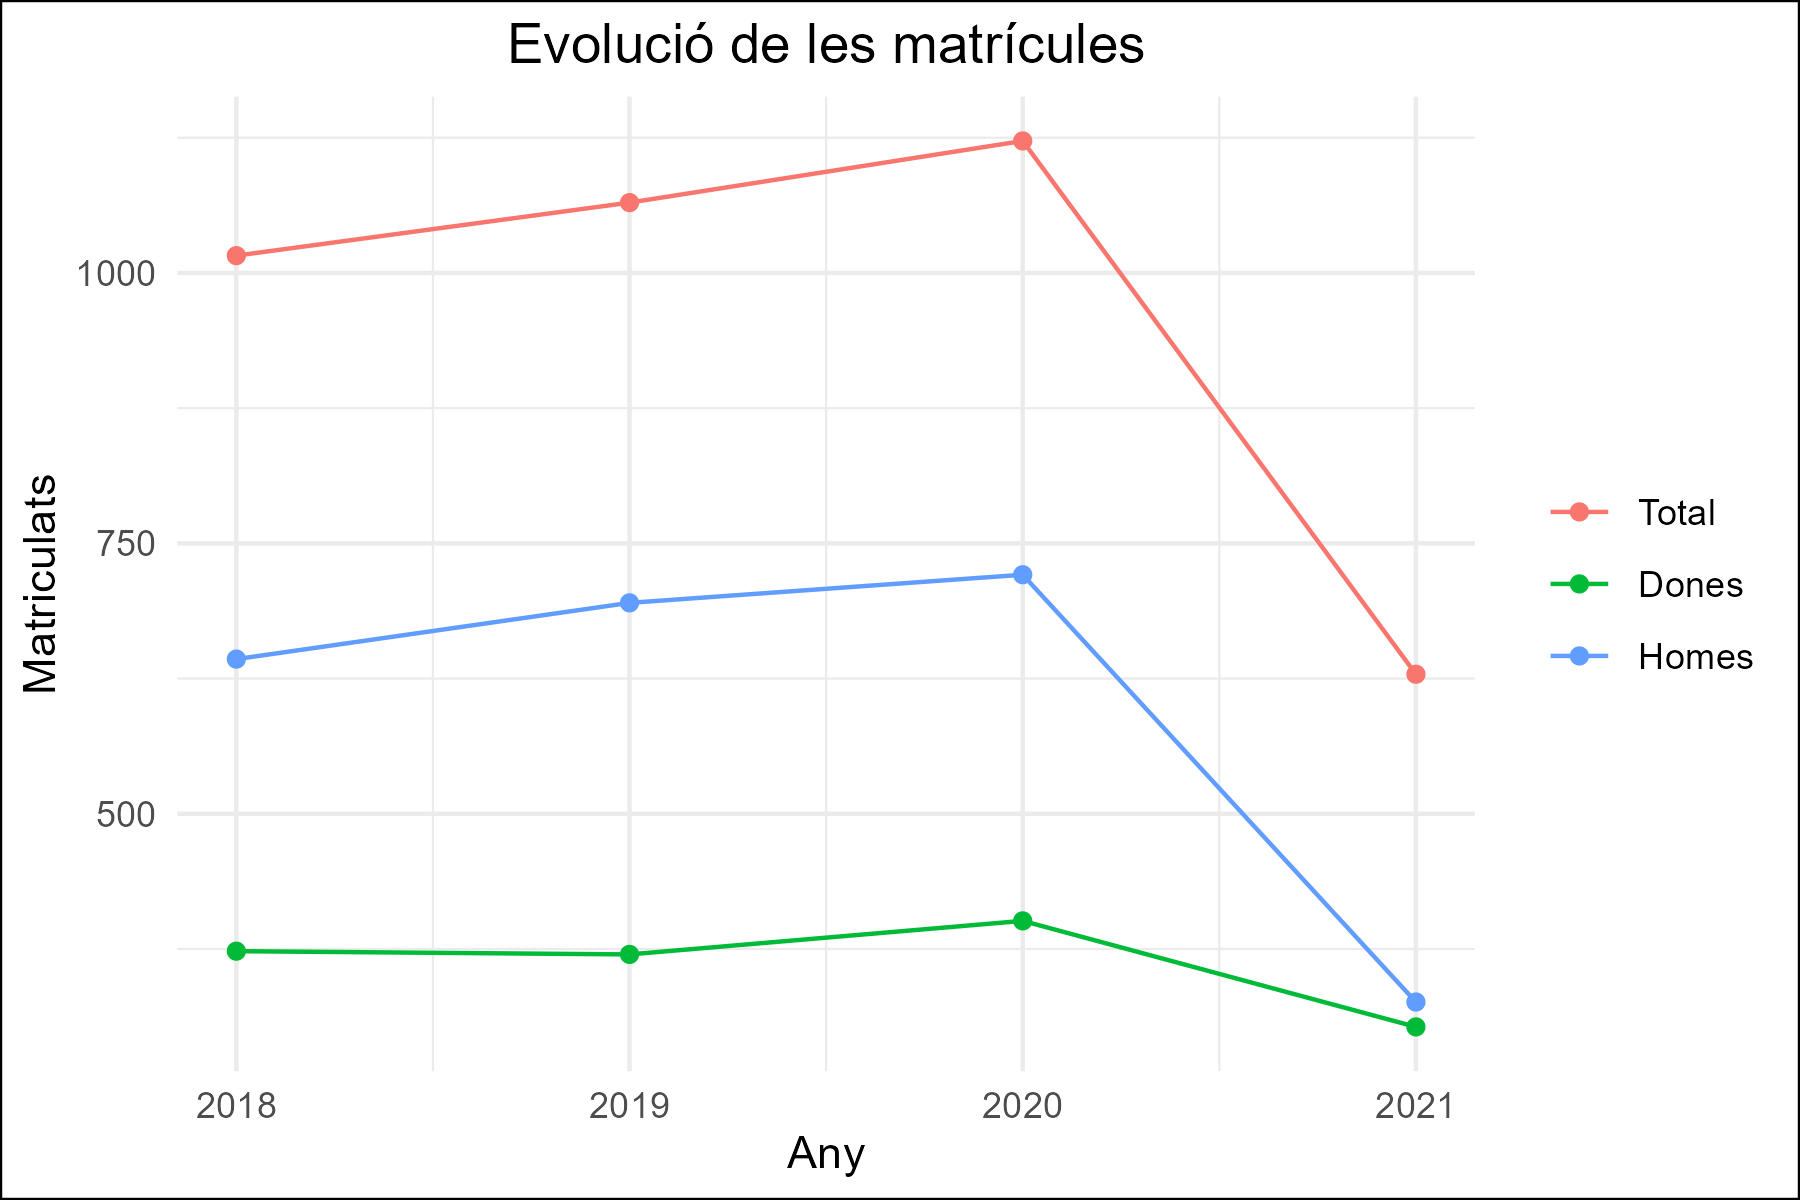 Evolució de les matrícules
Matriculats
1000
750
500
2018
2019
2020
2021
Any
Total
Dones
Homes